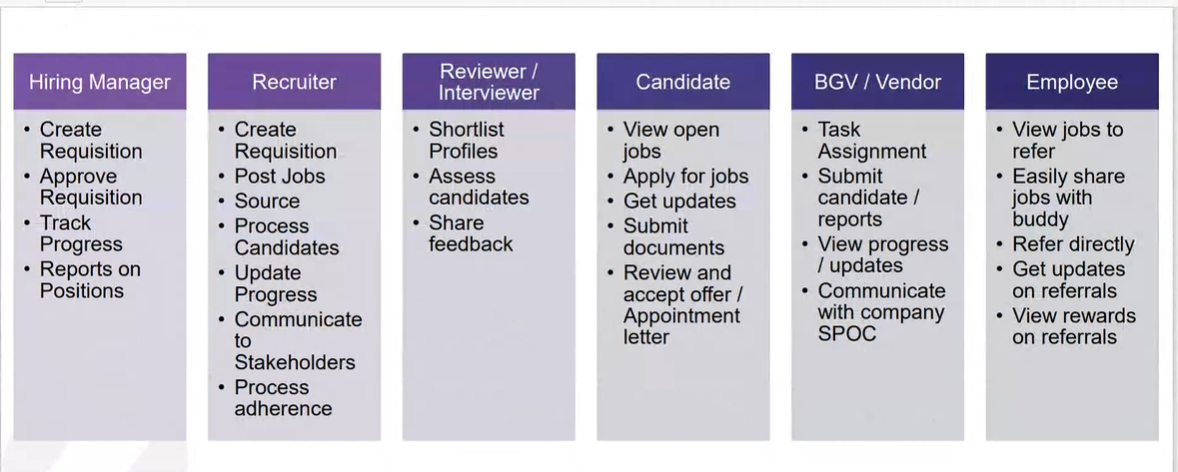 Hiring Manager
• Create
Requisition
• Approve
Requisition
• Track
Progress
• Reports on
Positions
Recruiter
• Create
Requisition
• Post Jobs
• Source
• Process
Candidates
• Update
Progress
• Communicate
to
Stakeholders
• Process
adherence
Reviewer /
Interviewer
• Shortlist
Profiles
• Assess
candidates
• Share
feedback
Candidate
• View open
jobs
• Apply for jobs
• Get updates
• Submit
documents
• Review and
accept offer /
Appointment
letter
BGV / Vendor
• Task
Assignment
• Submit
candidate /
reports
• View progress
/ updates
• Communicate
with company
SPOC
Employee
• View jobs to
refer
• Easily share
jobs with
buddy
• Refer directly
• Get updates
on referrals
• View rewards
on referrals